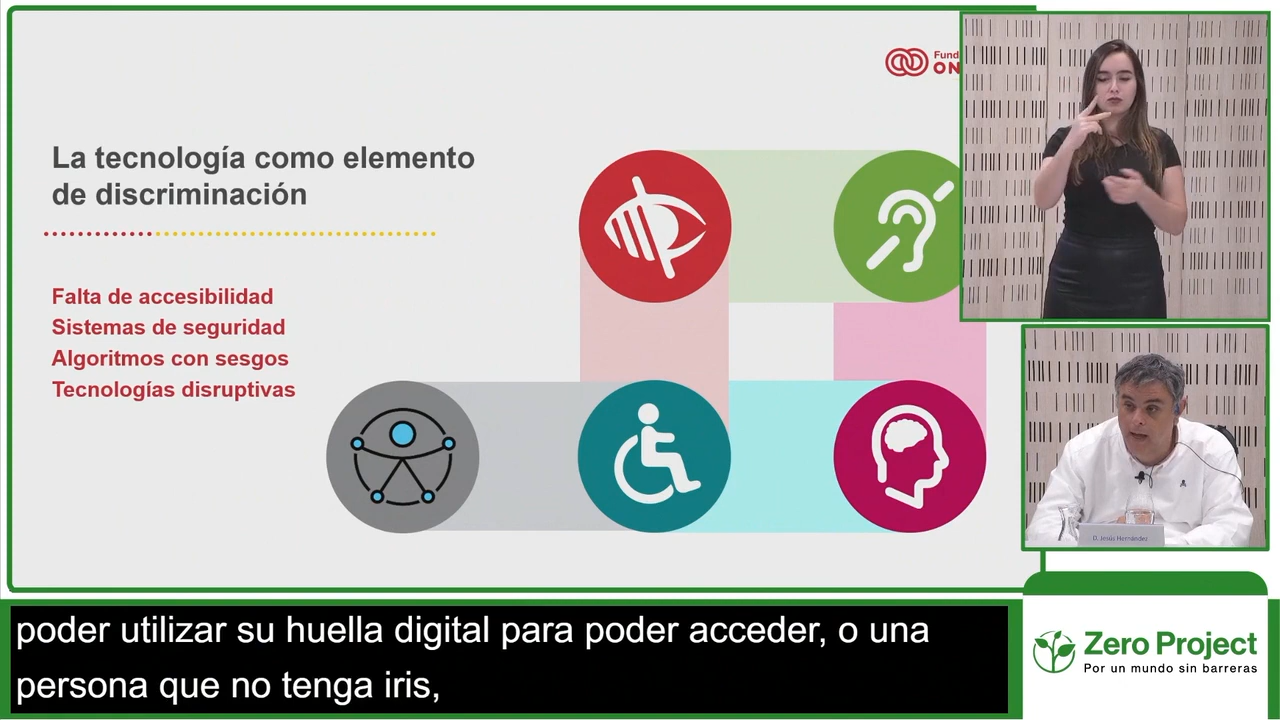 La tecnología como elemento
de discriminación
Falta de accesibilidad
Sistemas de seguridad
Algoritmos con sesgos
Tecnologías disruptivas
D. Jesús Hernández
poder utilizar su huella digital para poder acceder, o una
persona que no tenga iris,
Zero Project
Por un mundo sin barreras